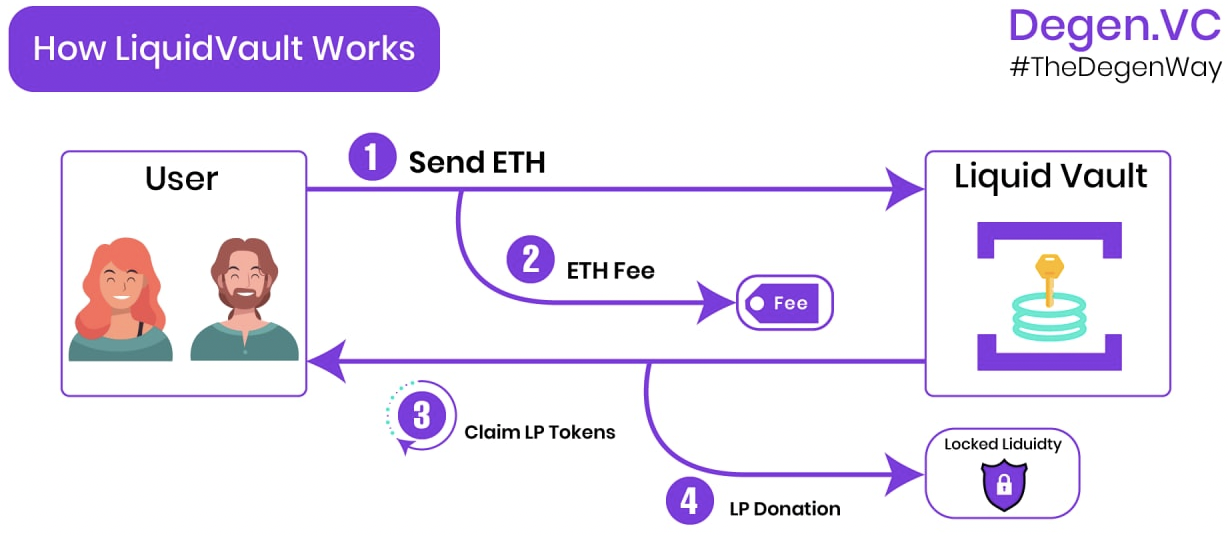 How LiquidVault Works
Degen.VC
#TheDegenWay
User
1 Send ETH
Liquid Vault
2 ETH Fee
Fee
3 Claim LP Tokens
Locked Liduidty
4 LP Donation